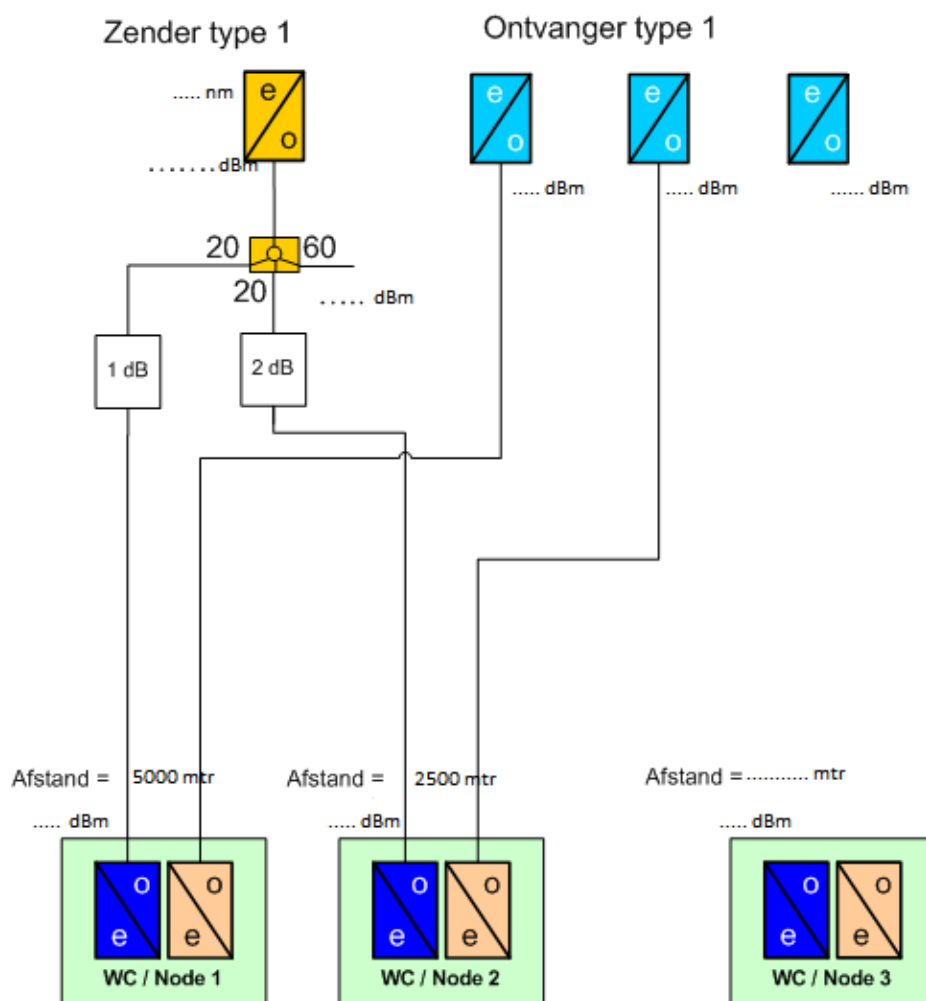 Zender type 1
Ontvanger type 1
..... nm
e
o
e
o
e
o
e
o
....... dBm
..... dBm
..... dBm
...... dBm
20
60
20
..... dBm
1 dB
2 dB
Afstand = 5000 mtr
Afstand = 2500 mtr
Afstand = ........... mtr
..... dBm
..... dBm
..... dBm
o
e
o
e
o
e
o
e
o
e
o
e
WC / Node 1
WC / Node 2
WC / Node 3